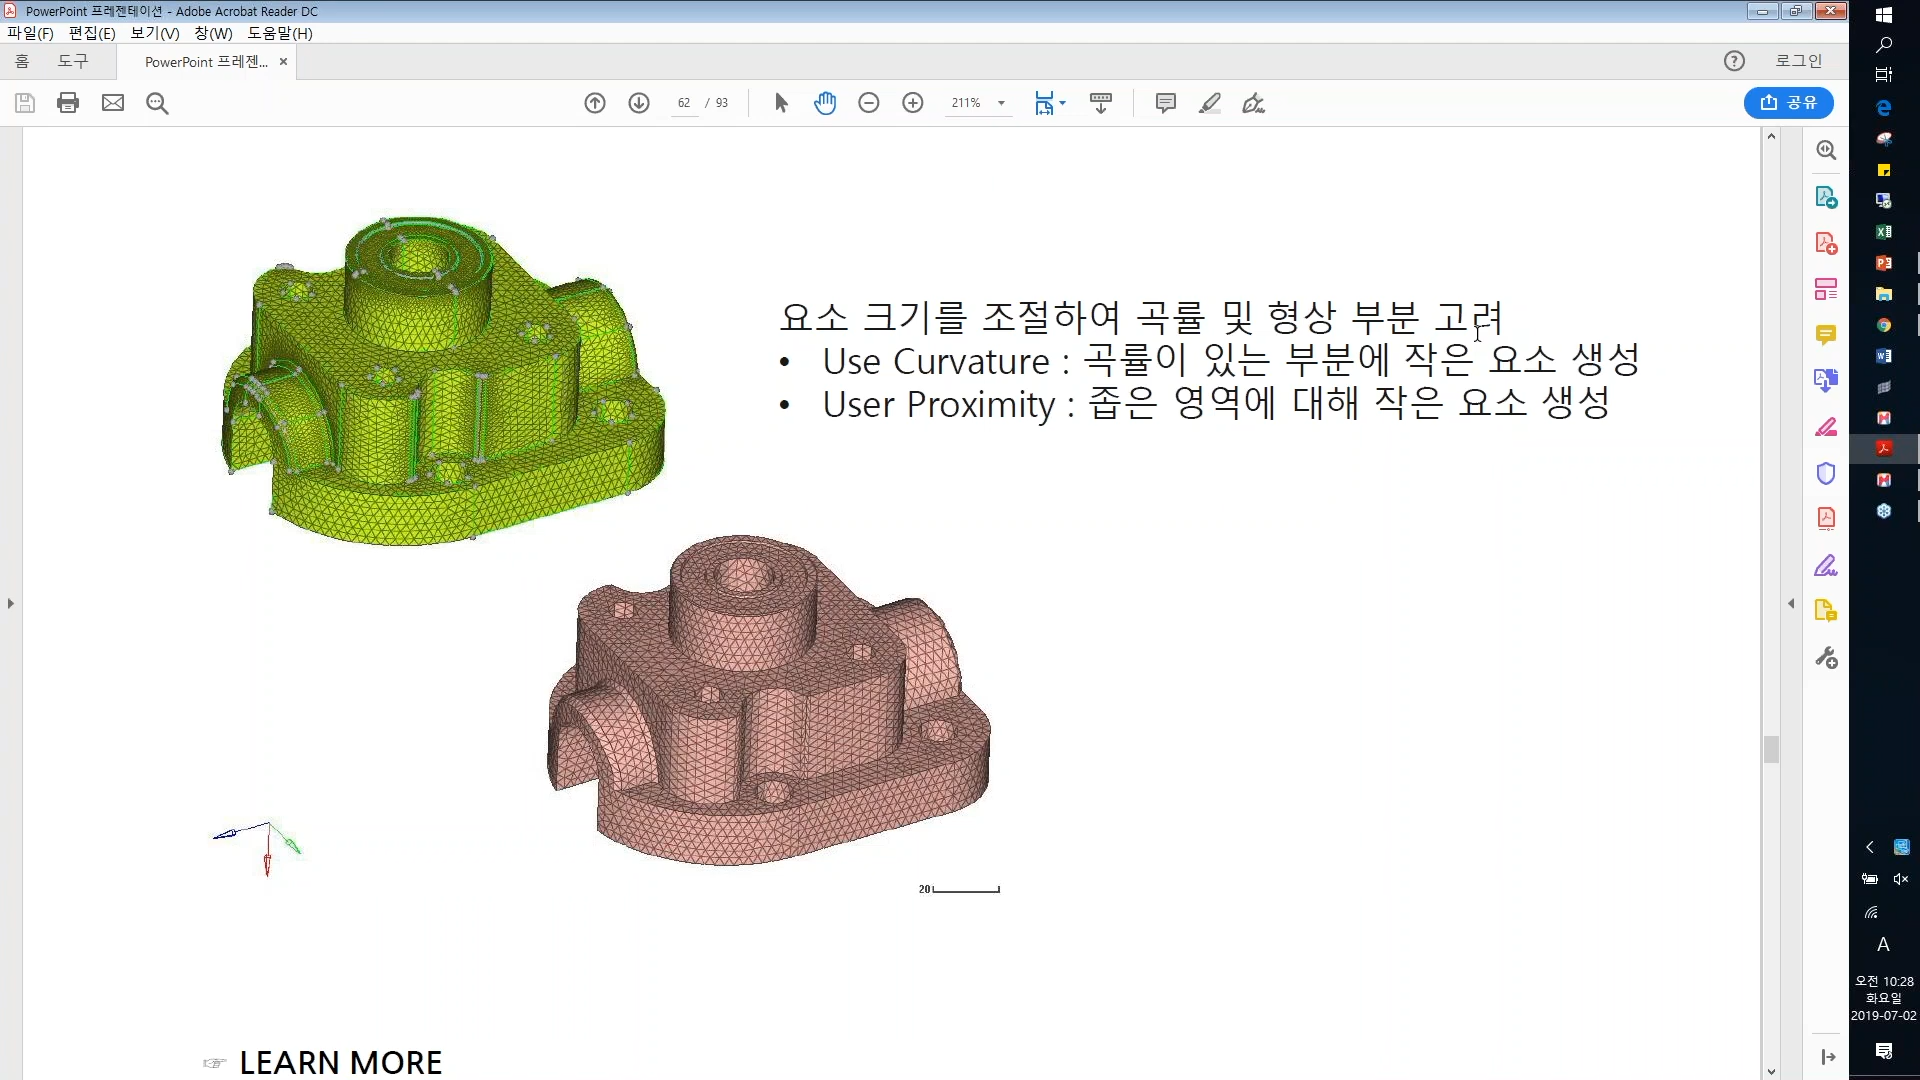 PowerPoint 프레젠테이션 - Adobe Acrobat Reader DC
파일(F) 편집(E) 보기(V) 창(W) 도움말(H)
홈 도구 PowerPoint 프레젠... × 로그인
62 / 93 211% 공유
요소 크기를 조절하여 곡률 및 형상 부분 고려
• Use Curvature : 곡률이 있는 부분에 작은 요소 생성
• User Proximity : 좁은 영역에 대해 작은 요소 생성
20
☞ LEARN MORE
A
오전 10:28
화요일
2019-07-02